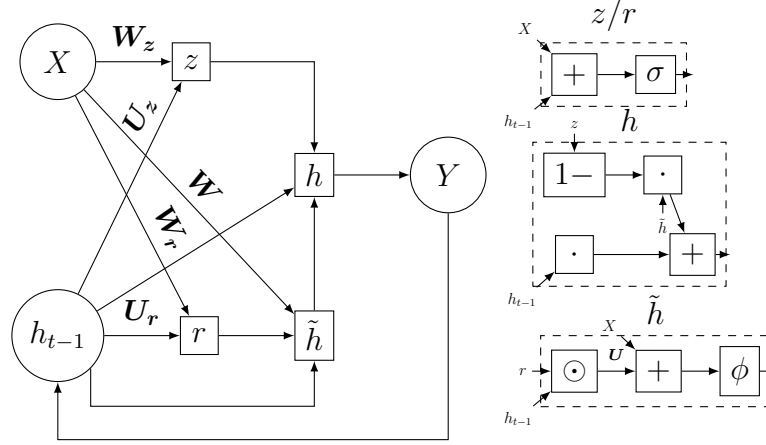 X
W_z
z
U_z
W
W_r
h
Y
h_{t−1}
U_r
r
h̃
z/r
X
+
σ
h_{t−1}
h
z
1−
·
h̃
·
+
h_{t−1}
h̃
X
r
⊙
U
+
ϕ
h_{t−1}